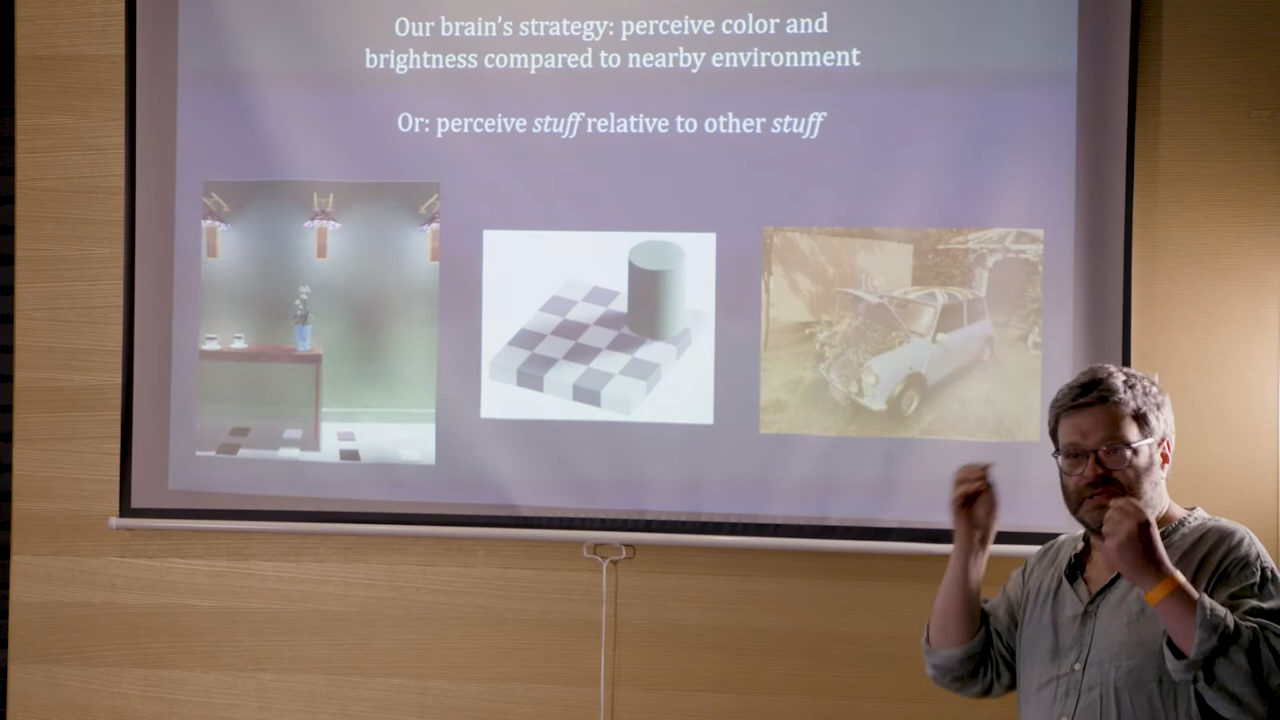 Our brain's strategy: perceive color and
brightness compared to nearby environment
Or: perceive stuff relative to other stuff